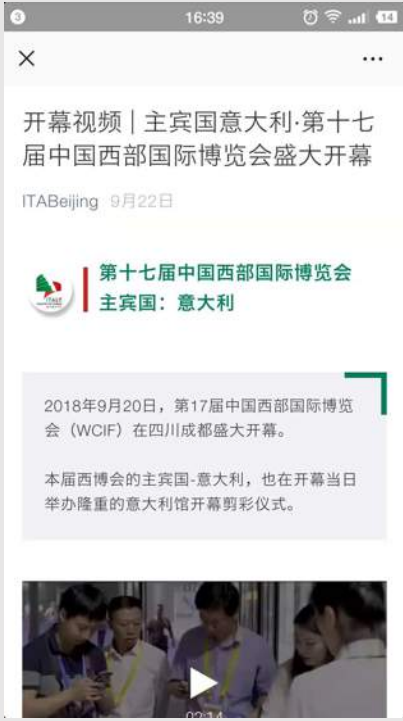 3
16:39
14
开幕视频 | 主宾国意大利·第十七
届中国西部国际博览会盛大开幕
ITABeijing 9月22日
第十七届中国西部国际博览会
主宾国：意大利
ITALY
2018年9月20日，第17届中国西部国际博览
会（WCIF）在四川成都盛大开幕。
本届西博会的主宾国-意大利，也在开幕当日
举办隆重的意大利馆开幕剪彩仪式。
02:14